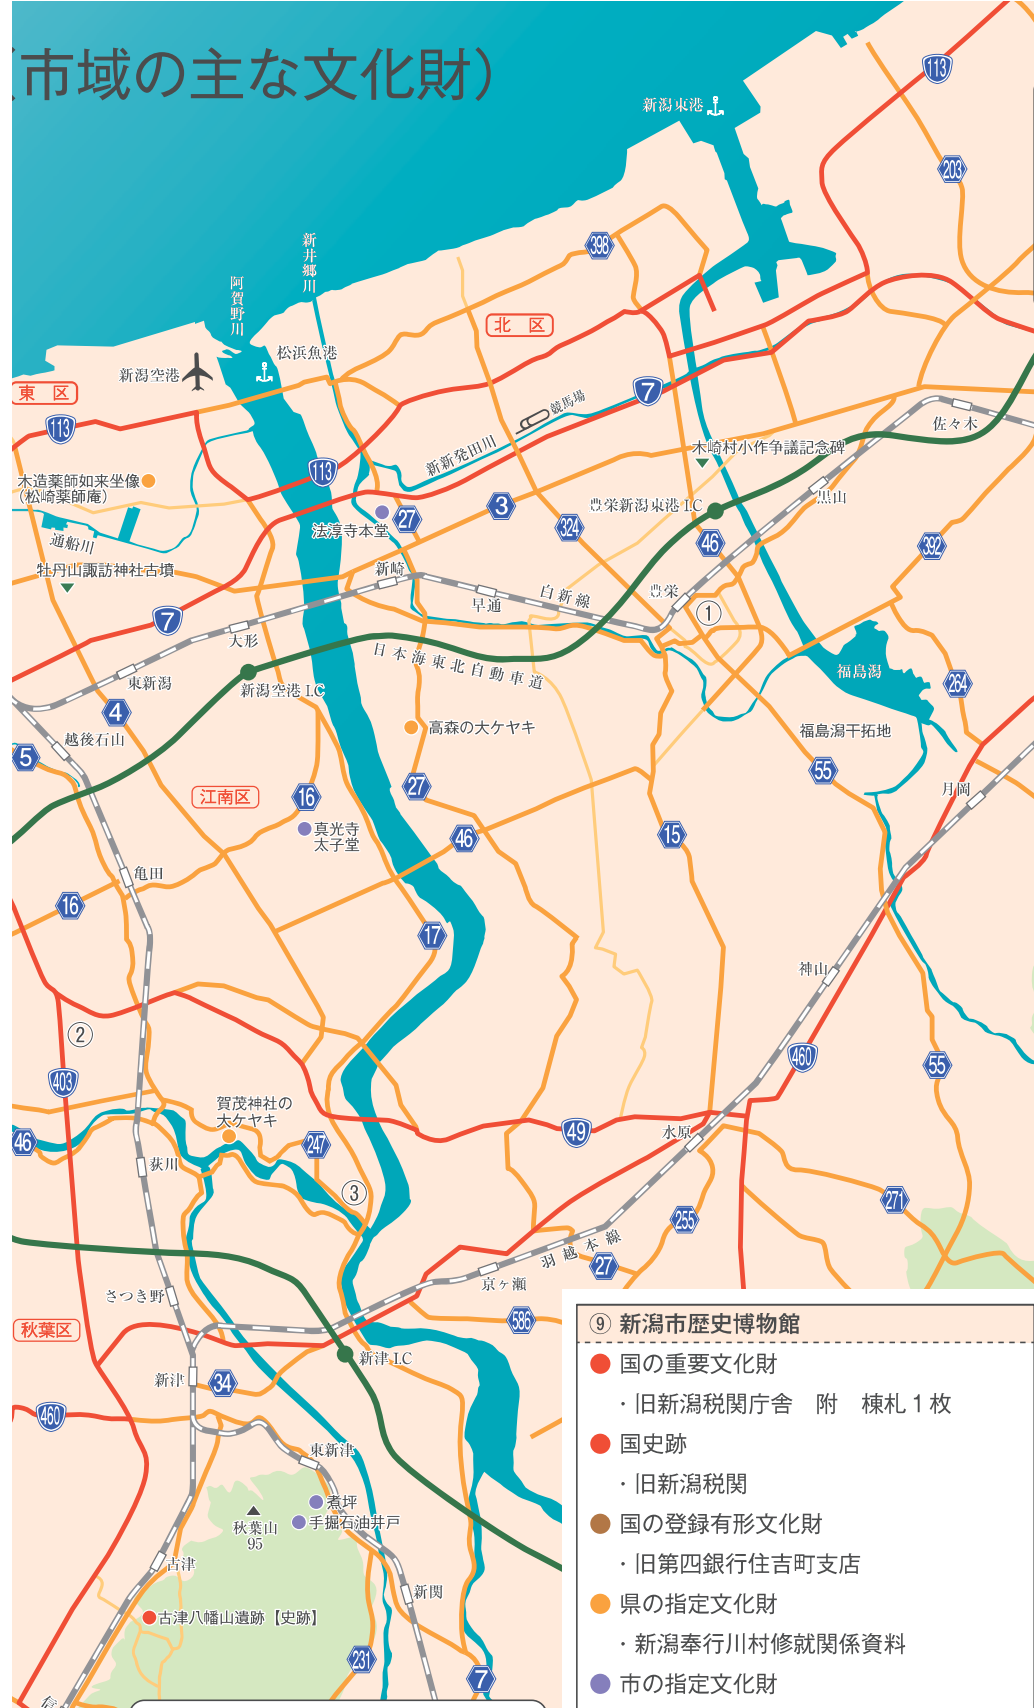 (市域の主な文化財)
113
新潟東港
203
新井郷川
398
阿賀野川
北 区
松浜魚港
新潟空港
東 区
7
競馬場
113
佐々木
木崎村小作争議記念碑
新新発田川
113
木造薬師如来坐像
(松崎薬師庵)
黒山
3
豊栄新潟東港 I.C
27
324
法淳寺本堂
通船川
46
392
牡丹山諏訪神社古墳
新崎
早通
白新線
豊栄
①
7
大形
日本海東北自動車道
福島潟
東新潟
新潟空港 I.C
264
4
高森の大ケヤキ
福島潟干拓地
越後石山
5
55
27
月岡
江南区
16
真光寺
太子堂
46
15
亀田
16
17
神山
②
460
55
403
賀茂神社の
大ケヤキ
46
247
49
水原
荻川
③
271
255
羽越本線
27
京ヶ瀬
さつき野
586
秋葉区
新津 I.C
新津
34
460
東新津
煮坪
手掘石油井戸
秋葉山
95
古津
新関
古津八幡山遺跡【史跡】
231
7
信
⑨ 新潟市歴史博物館
国の重要文化財
・旧新潟税関庁舎 附 棟札１枚
国史跡
・旧新潟税関
国の登録有形文化財
・旧第四銀行住吉町支店
県の指定文化財
・新潟奉行川村修就関係資料
市の指定文化財